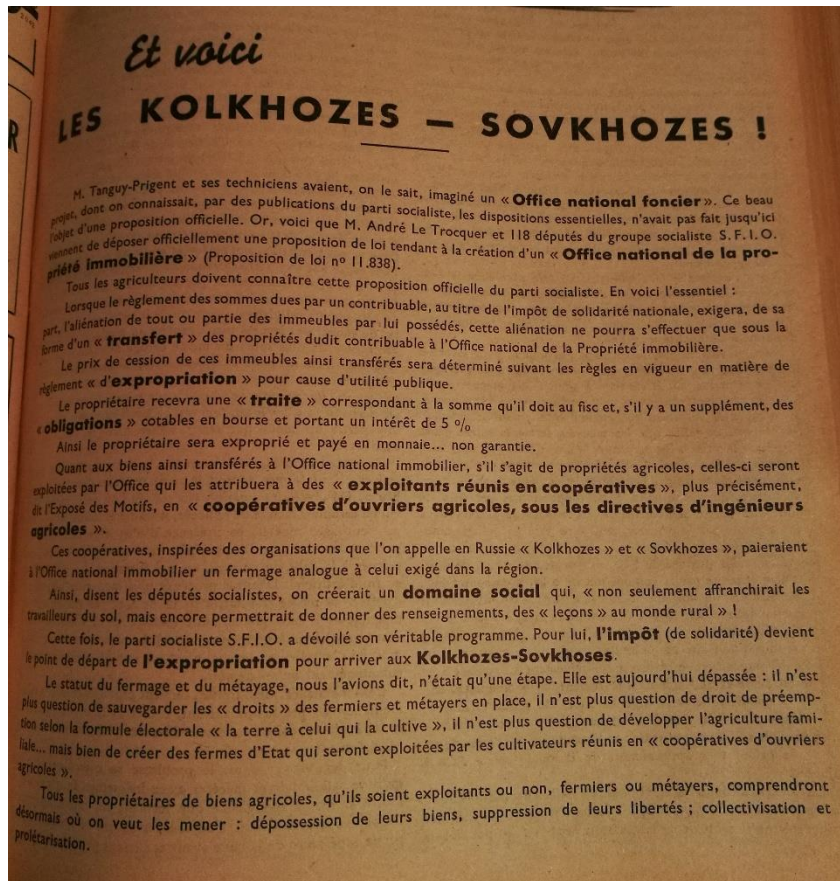 Et voici
LES KOLKHOZES — SOVKHOZES !
M. Tanguy-Prigent et ses techniciens avaient, on le sait, imaginé un « Office national foncier ». Ce beau
projet, dont on connaissait, par des publications du parti socialiste, les dispositions essentielles, n'avait pas fait jusqu'ici
l'objet d'une proposition officielle. Or, voici que M. André Le Trocquer et 118 députés du groupe socialiste S.F.I.O.
viennent de déposer officiellement une proposition de loi tendant à la création d'un « Office national de la pro-
priété immobilière » (Proposition de loi nº 11.838).
Tous les agriculteurs doivent connaître cette proposition officielle du parti socialiste. En voici l'essentiel :
Lorsque le règlement des sommes dues par un contribuable, au titre de l'impôt de solidarité nationale, exigera, de sa
part, l'aliénation de tout ou partie des immeubles par lui possédés, cette aliénation ne pourra s'effectuer que sous la
forme d'un « transfert » des propriétés dudit contribuable à l'Office national de la Propriété immobilière.
Le prix de cession de ces immeubles ainsi transférés sera déterminé suivant les règles en vigueur en matière de
règlement « d'expropriation » pour cause d'utilité publique.
Le propriétaire recevra une « traite » correspondant à la somme qu'il doit au fisc et, s'il y a un supplément, des
« obligations » cotables en bourse et portant un intérêt de 5 %.
Ainsi le propriétaire sera exproprié et payé en monnaie... non garantie.
Quant aux biens ainsi transférés à l'Office national immobilier, s'il s'agit de propriétés agricoles, celles-ci seront
exploitées par l'Office qui les attribuera à des « exploitants réunis en coopératives », plus précisément,
dit l'Exposé des Motifs, en « coopératives d'ouvriers agricoles, sous les directives d'ingénieurs
agricoles ».
Ces coopératives, inspirées des organisations que l'on appelle en Russie « Kolkhozes » et « Sovkhozes », paieraient
à l'Office national immobilier un fermage analogue à celui exigé dans la région.
Ainsi, disent les députés socialistes, on créerait un domaine social qui, « non seulement affranchirait les
travailleurs du sol, mais encore permettrait de donner des renseignements, des « leçons » au monde rural » !
Cette fois, le parti socialiste S.F.I.O. a dévoilé son véritable programme. Pour lui, l'impôt (de solidarité) devient
le point de départ de l'expropriation pour arriver aux Kolkhozes-Sovkhoses.
Le statut du fermage et du métayage, nous l'avions dit, n'était qu'une étape. Elle est aujourd'hui dépassée : il n'est
plus question de sauvegarder les « droits » des fermiers et métayers en place, il n'est plus question de droit de préemp-
tion selon la formule électorale « la terre à celui qui la cultive », il n'est plus question de développer l'agriculture fami-
liale... mais bien de créer des fermes d'Etat qui seront exploitées par les cultivateurs réunis en « coopératives d'ouvriers
agricoles ».
Tous les propriétaires de biens agricoles, qu'ils soient exploitants ou non, fermiers ou métayers, comprendront
désormais où on veut les mener : dépossession de leurs biens, suppression de leurs libertés ; collectivisation et
prolétarisation.